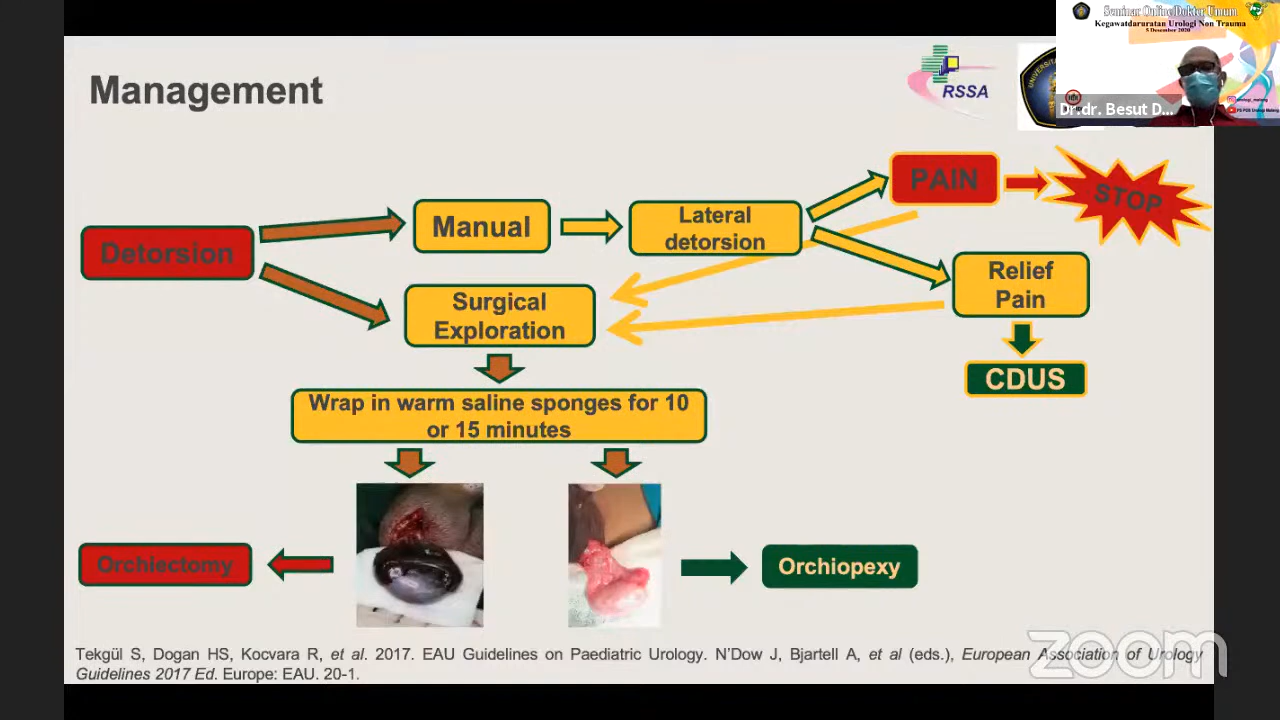 Seminar Online Dokter Umum
Kegawatdaruratan Urologi Non Trauma
5 Desember 2020
Dr.dr. Besut D...
Management
RSSA
PAIN
STOP
Manual
Lateral
detorsion
Detorsion
Relief
Pain
Surgical
Exploration
CDUS
Wrap in warm saline sponges for 10
or 15 minutes
Orchiectomy
Orchiopexy
zoom
Tekgül S, Dogan HS, Kocvara R, et al. 2017. EAU Guidelines on Paediatric Urology. N'Dow J, Bjartell A, et al (eds.), European Association of Urology
Guidelines 2017 Ed. Europe: EAU. 20-1.